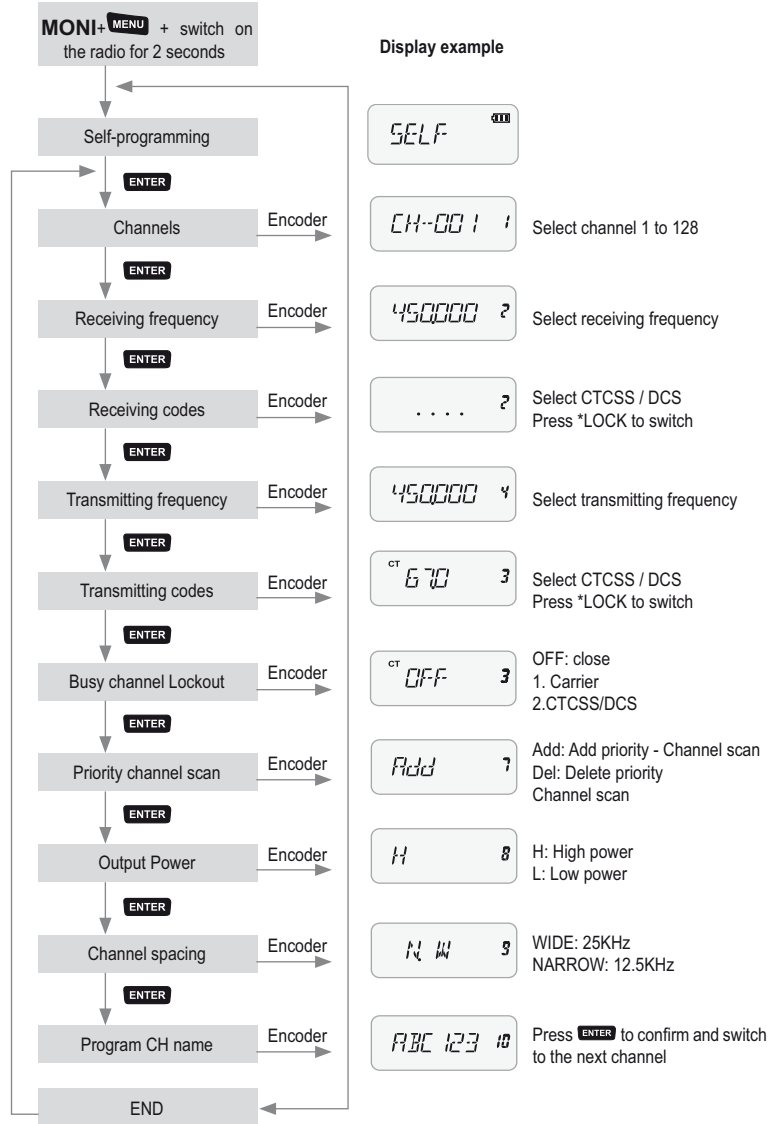 MONI+ MENU + switch on
the radio for 2 seconds
Display example
Self-programming
SELF
ENTER
Channels
Encoder
CH--001 1
Select channel 1 to 128
ENTER
Receiving frequency
Encoder
450,000 2
Select receiving frequency
ENTER
Receiving codes
Encoder
. . . . 2
Select CTCSS / DCS
Press *LOCK to switch
ENTER
Transmitting frequency
Encoder
450,000 4
Select transmitting frequency
ENTER
Transmitting codes
Encoder
CT 67,0 3
Select CTCSS / DCS
Press *LOCK to switch
ENTER
Busy channel Lockout
Encoder
CT OFF 3
OFF: close
1. Carrier
2.CTCSS/DCS
ENTER
Priority channel scan
Encoder
Add 7
Add: Add priority - Channel scan
Del: Delete priority
Channel scan
ENTER
Output Power
Encoder
H 8
H: High power
L: Low power
ENTER
Channel spacing
Encoder
N, W 9
WIDE: 25KHz
NARROW: 12.5KHz
ENTER
Program CH name
Encoder
ABC 123 10
Press ENTER to confirm and switch
to the next channel
END